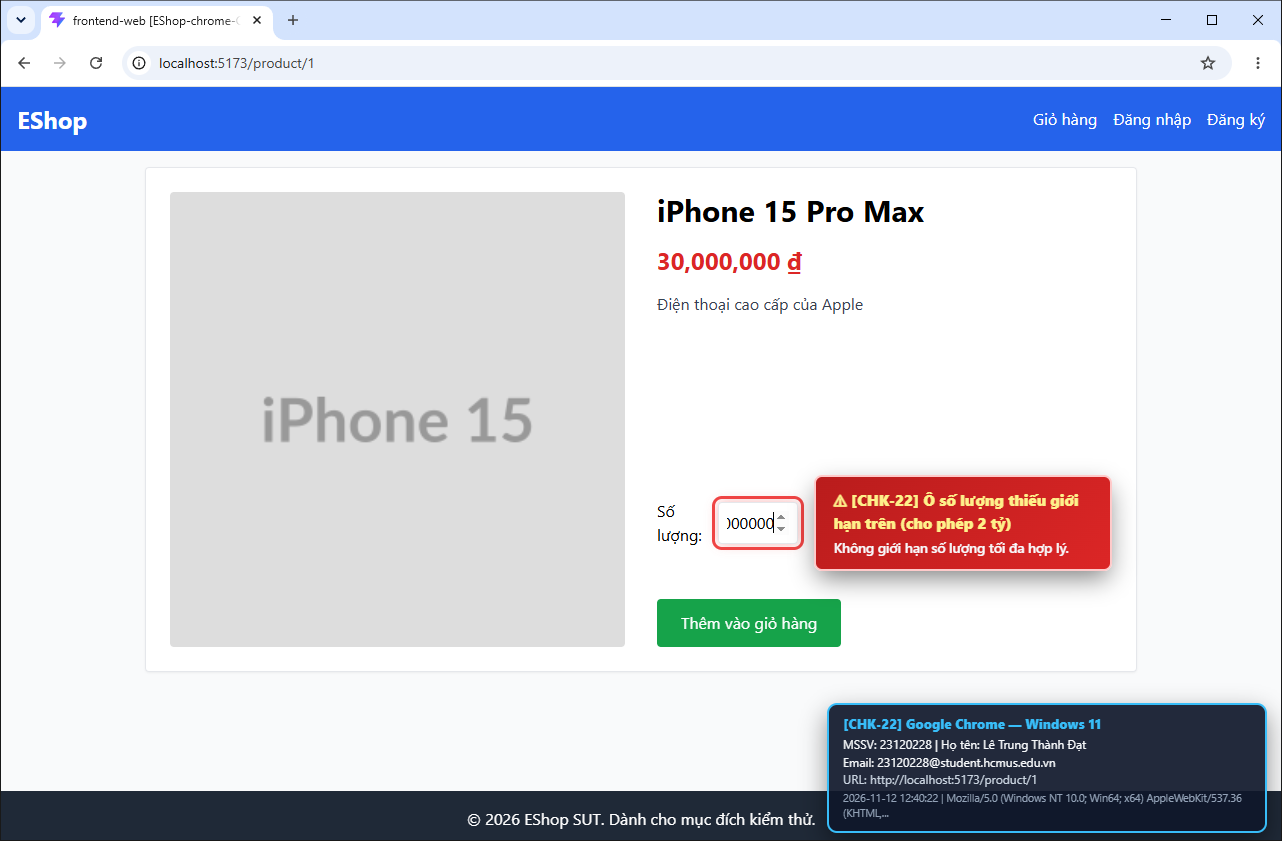 frontend-web [EShop-chrome-
localhost:5173/product/1
EShop
Giỏ hàng
Đăng nhập
Đăng ký
iPhone 15
iPhone 15 Pro Max
30,000,000 ₫
Điện thoại cao cấp của Apple
Số
lượng:
000000
⚠ [CHK-22] Ô số lượng thiếu giới
hạn trên (cho phép 2 tỷ)
Không giới hạn số lượng tối đa hợp lý.
Thêm vào giỏ hàng
[CHK-22] Google Chrome — Windows 11
MSSV: 23120228 | Họ tên: Lê Trung Thành Đạt
Email: 23120228@student.hcmus.edu.vn
URL: http://localhost:5173/product/1
2026-11-12 12:40:22 | Mozilla/5.0 (Windows NT 10.0; Win64; x64) AppleWebKit/537.36
(KHTML,...
© 2026 EShop SUT. Dành cho mục đích kiểm thử.